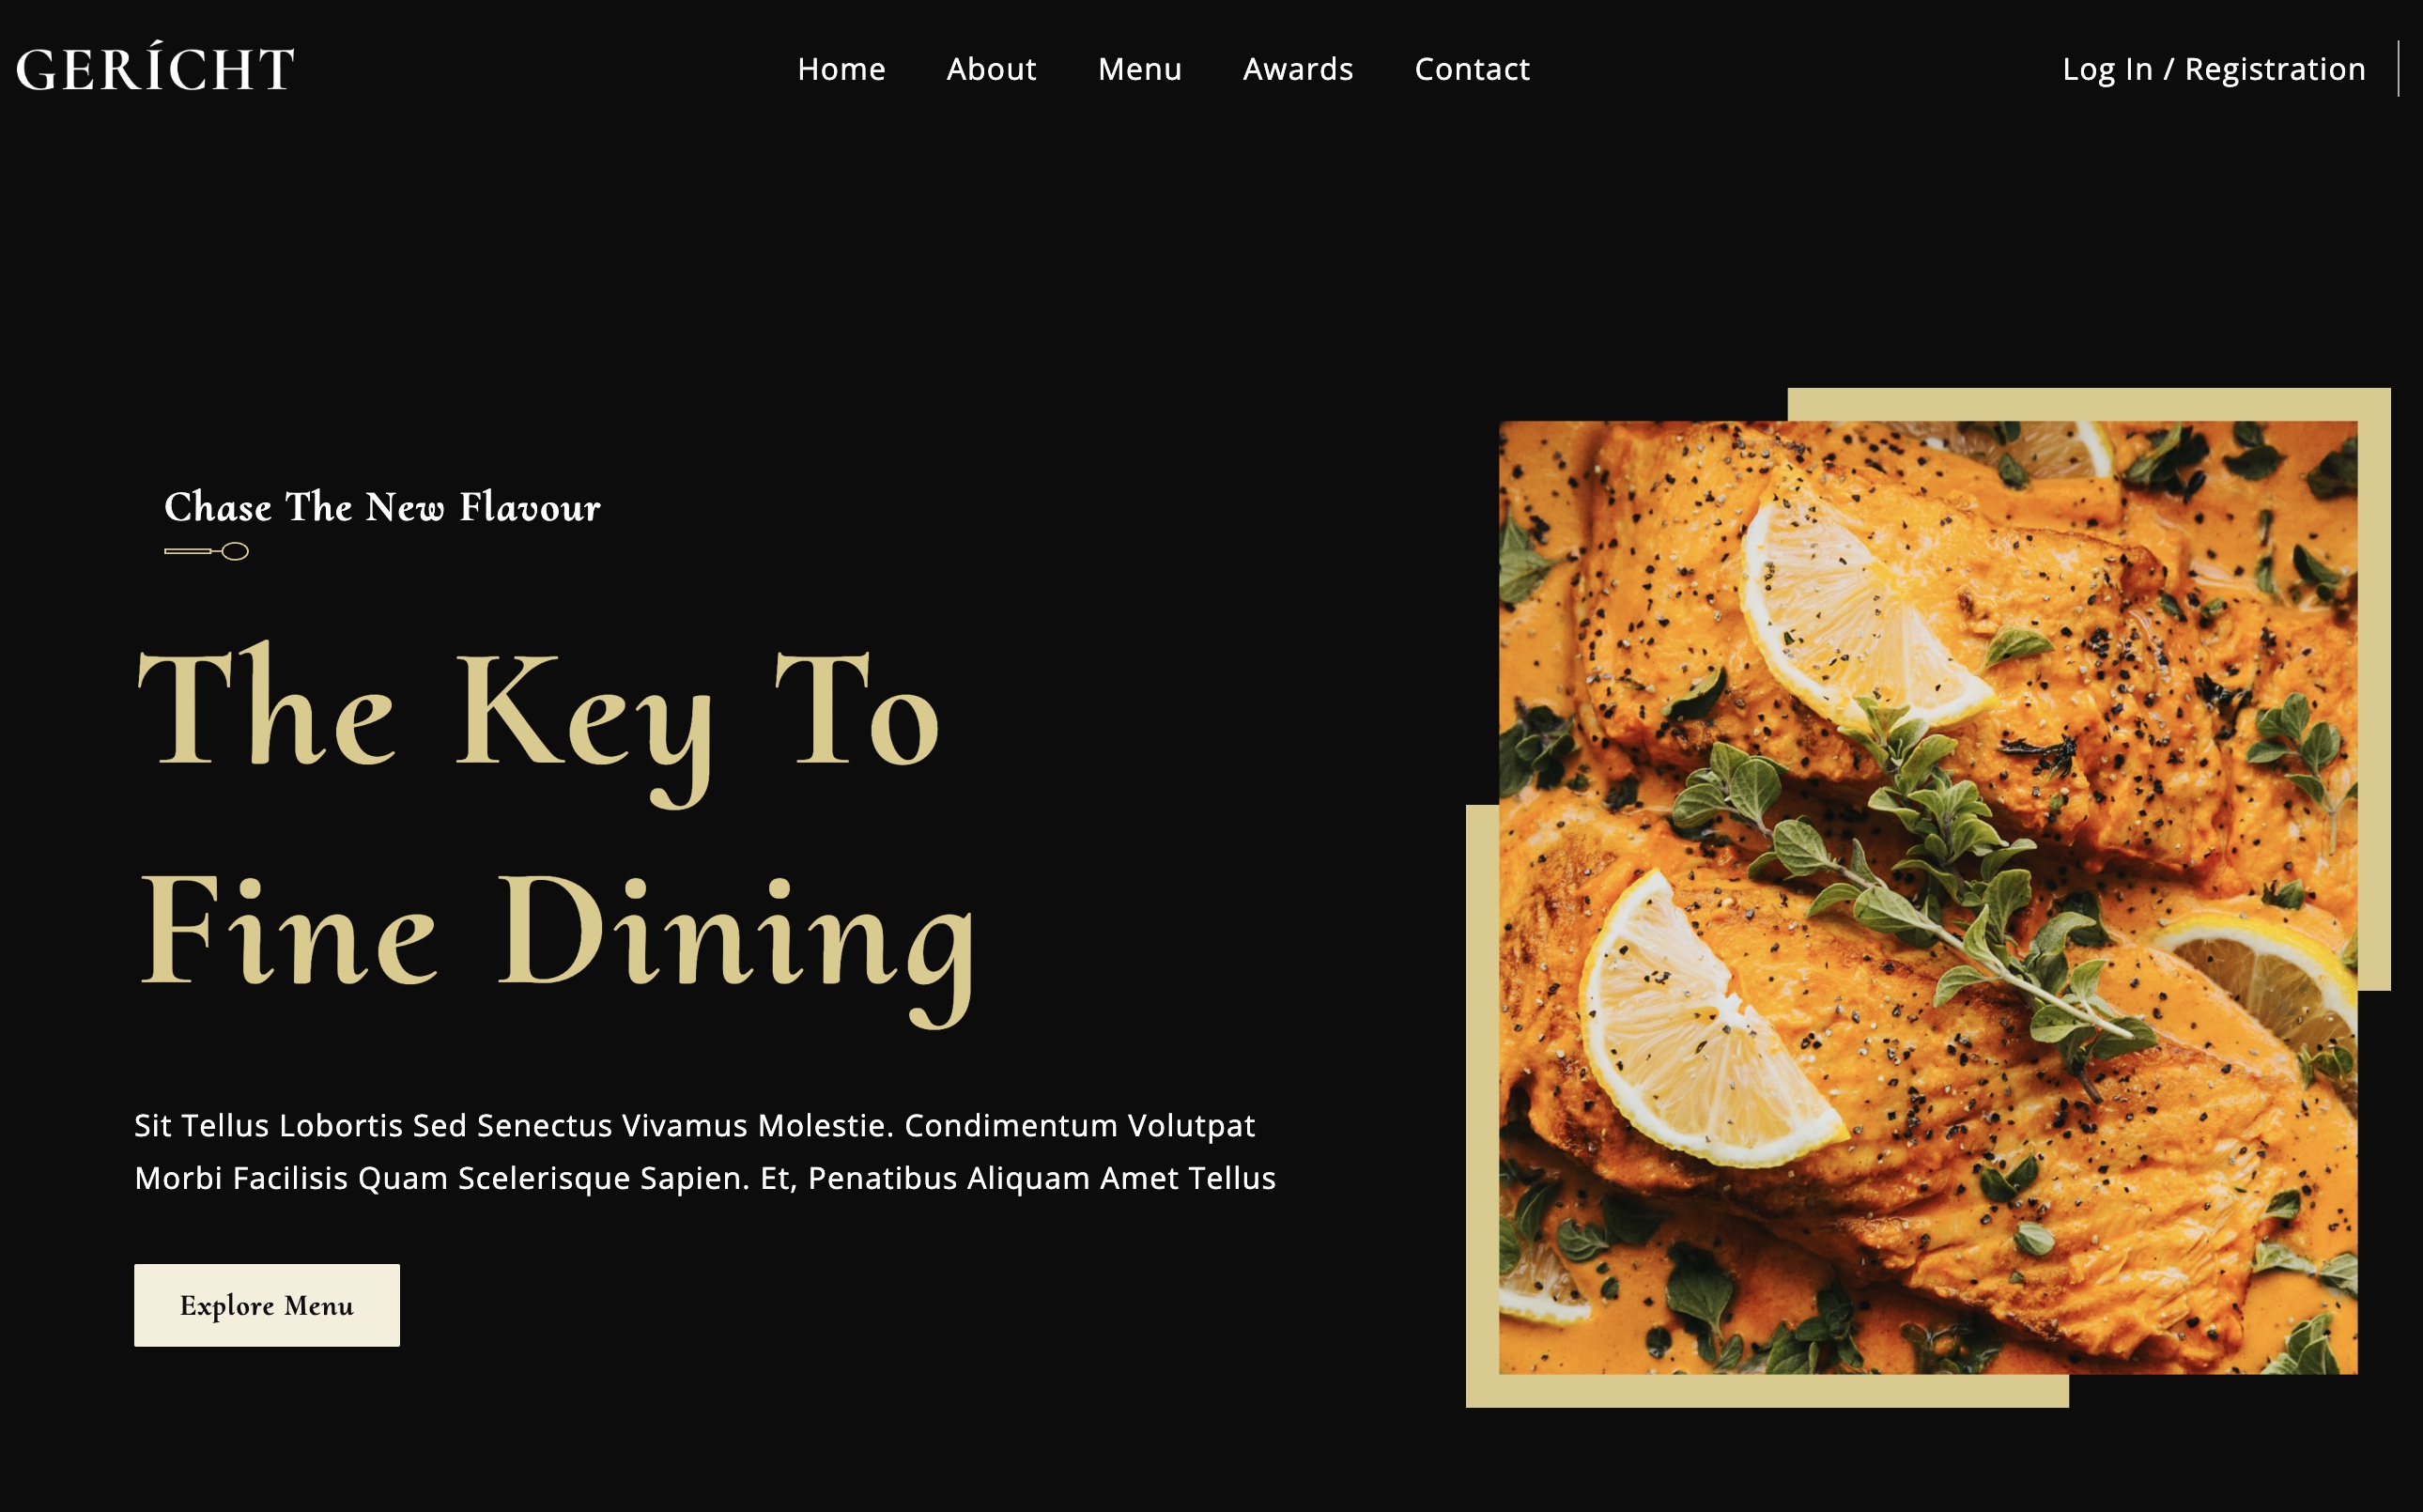 GERÍCHT
Home About Menu Awards Contact
Log In / Registration
Chase The New Flavour
The Key To
Fine Dining
Sit Tellus Lobortis Sed Senectus Vivamus Molestie. Condimentum Volutpat
Morbi Facilisis Quam Scelerisque Sapien. Et, Penatibus Aliquam Amet Tellus
Explore Menu